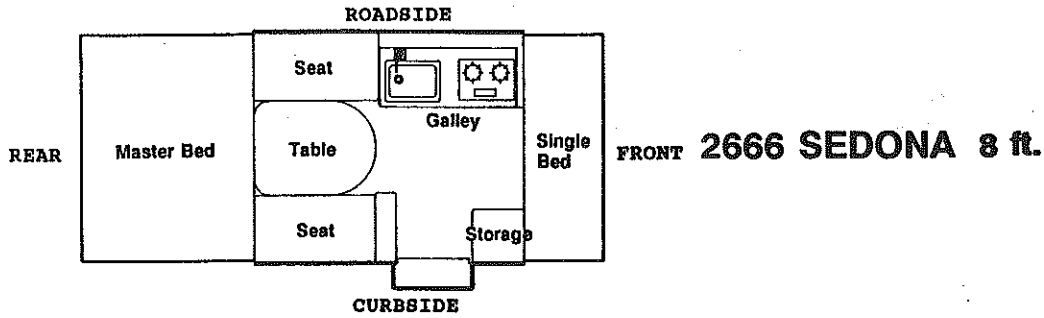 ROADSIDE
Seat
Galley
REAR
Master Bed
Table
Single
Bed
FRONT
2666 SEDONA 8 ft.
Seat
Storage
CURBSIDE